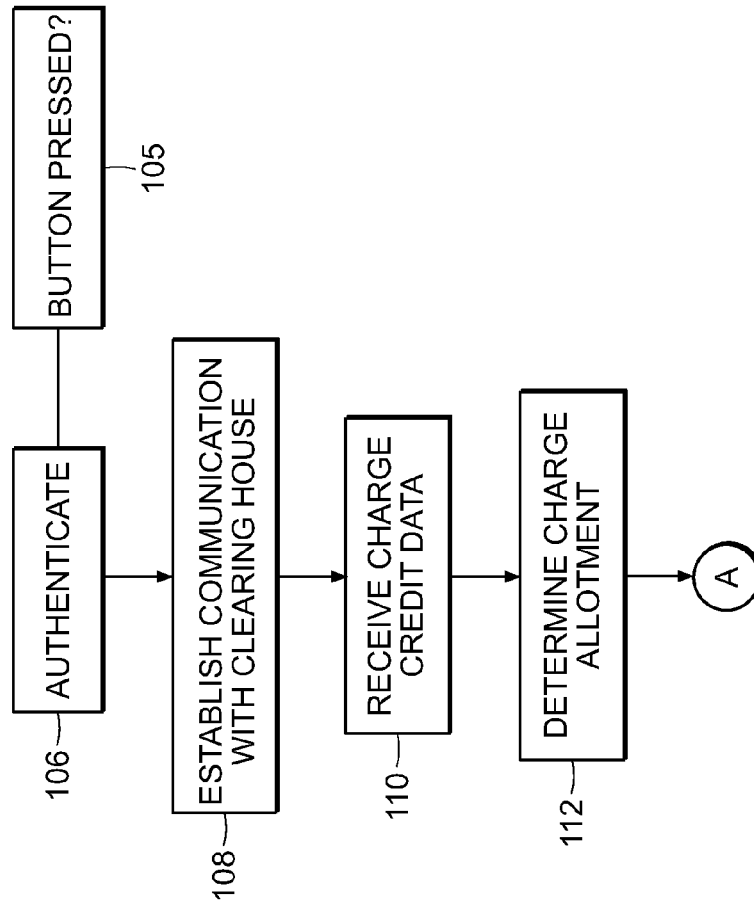 BUTTON PRESSED?
105
AUTHENTICATE
106
ESTABLISH COMMUNICATION
WITH CLEARING HOUSE
108
RECEIVE CHARGE
CREDIT DATA
110
DETERMINE CHARGE
ALLOTMENT
112
A